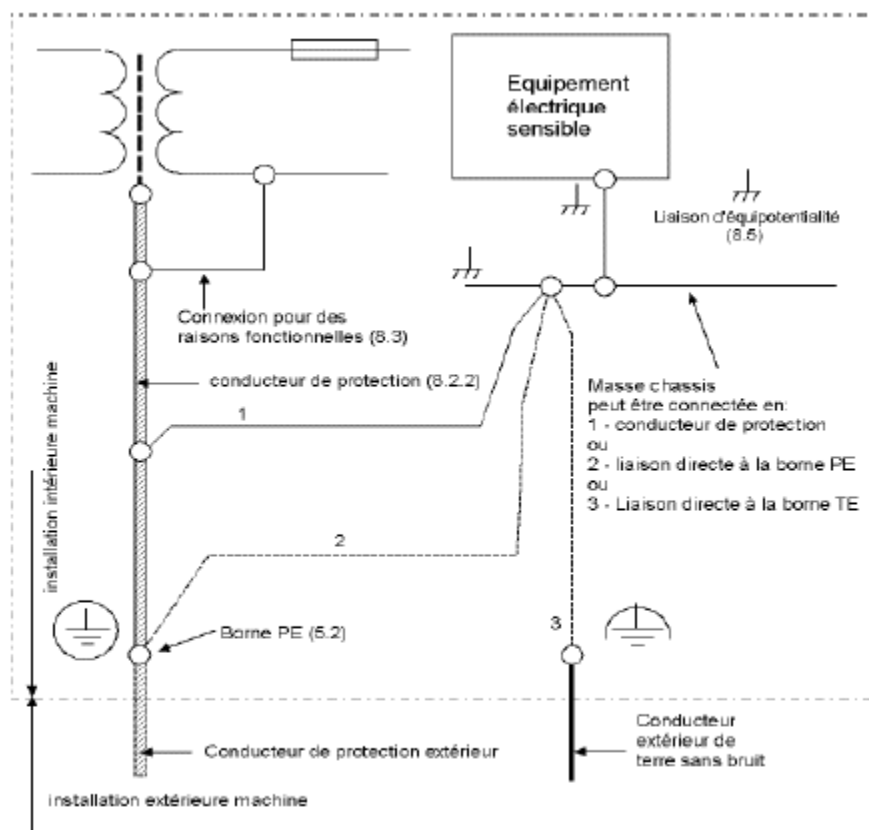 Equipement
électrique
sensible
Liaison d'équipotentialité
(8.5)
Connexion pour des
raisons fonctionnelles (8.3)
conducteur de protection (8.2.2)
1
Masse chassis
peut être connectée en:
1 - conducteur de protection
ou
2 - liaison directe à la borne PE
ou
3 - Liaison directe à la borne TE
installation intérieure machine
2
3
Borne PE (5.2)
Conducteur de protection extérieur
Conducteur
extérieur de
terre sans bruit
installation extérieure machine